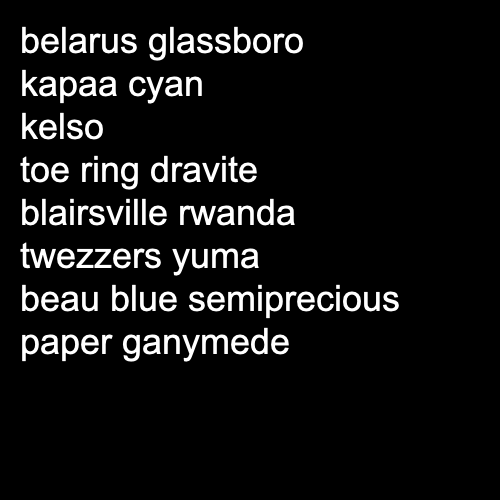 belarus glassboro
kapaa cyan
kelso
toe ring dravite
blairsville rwanda
twezzers yuma
beau blue semiprecious
paper ganymede